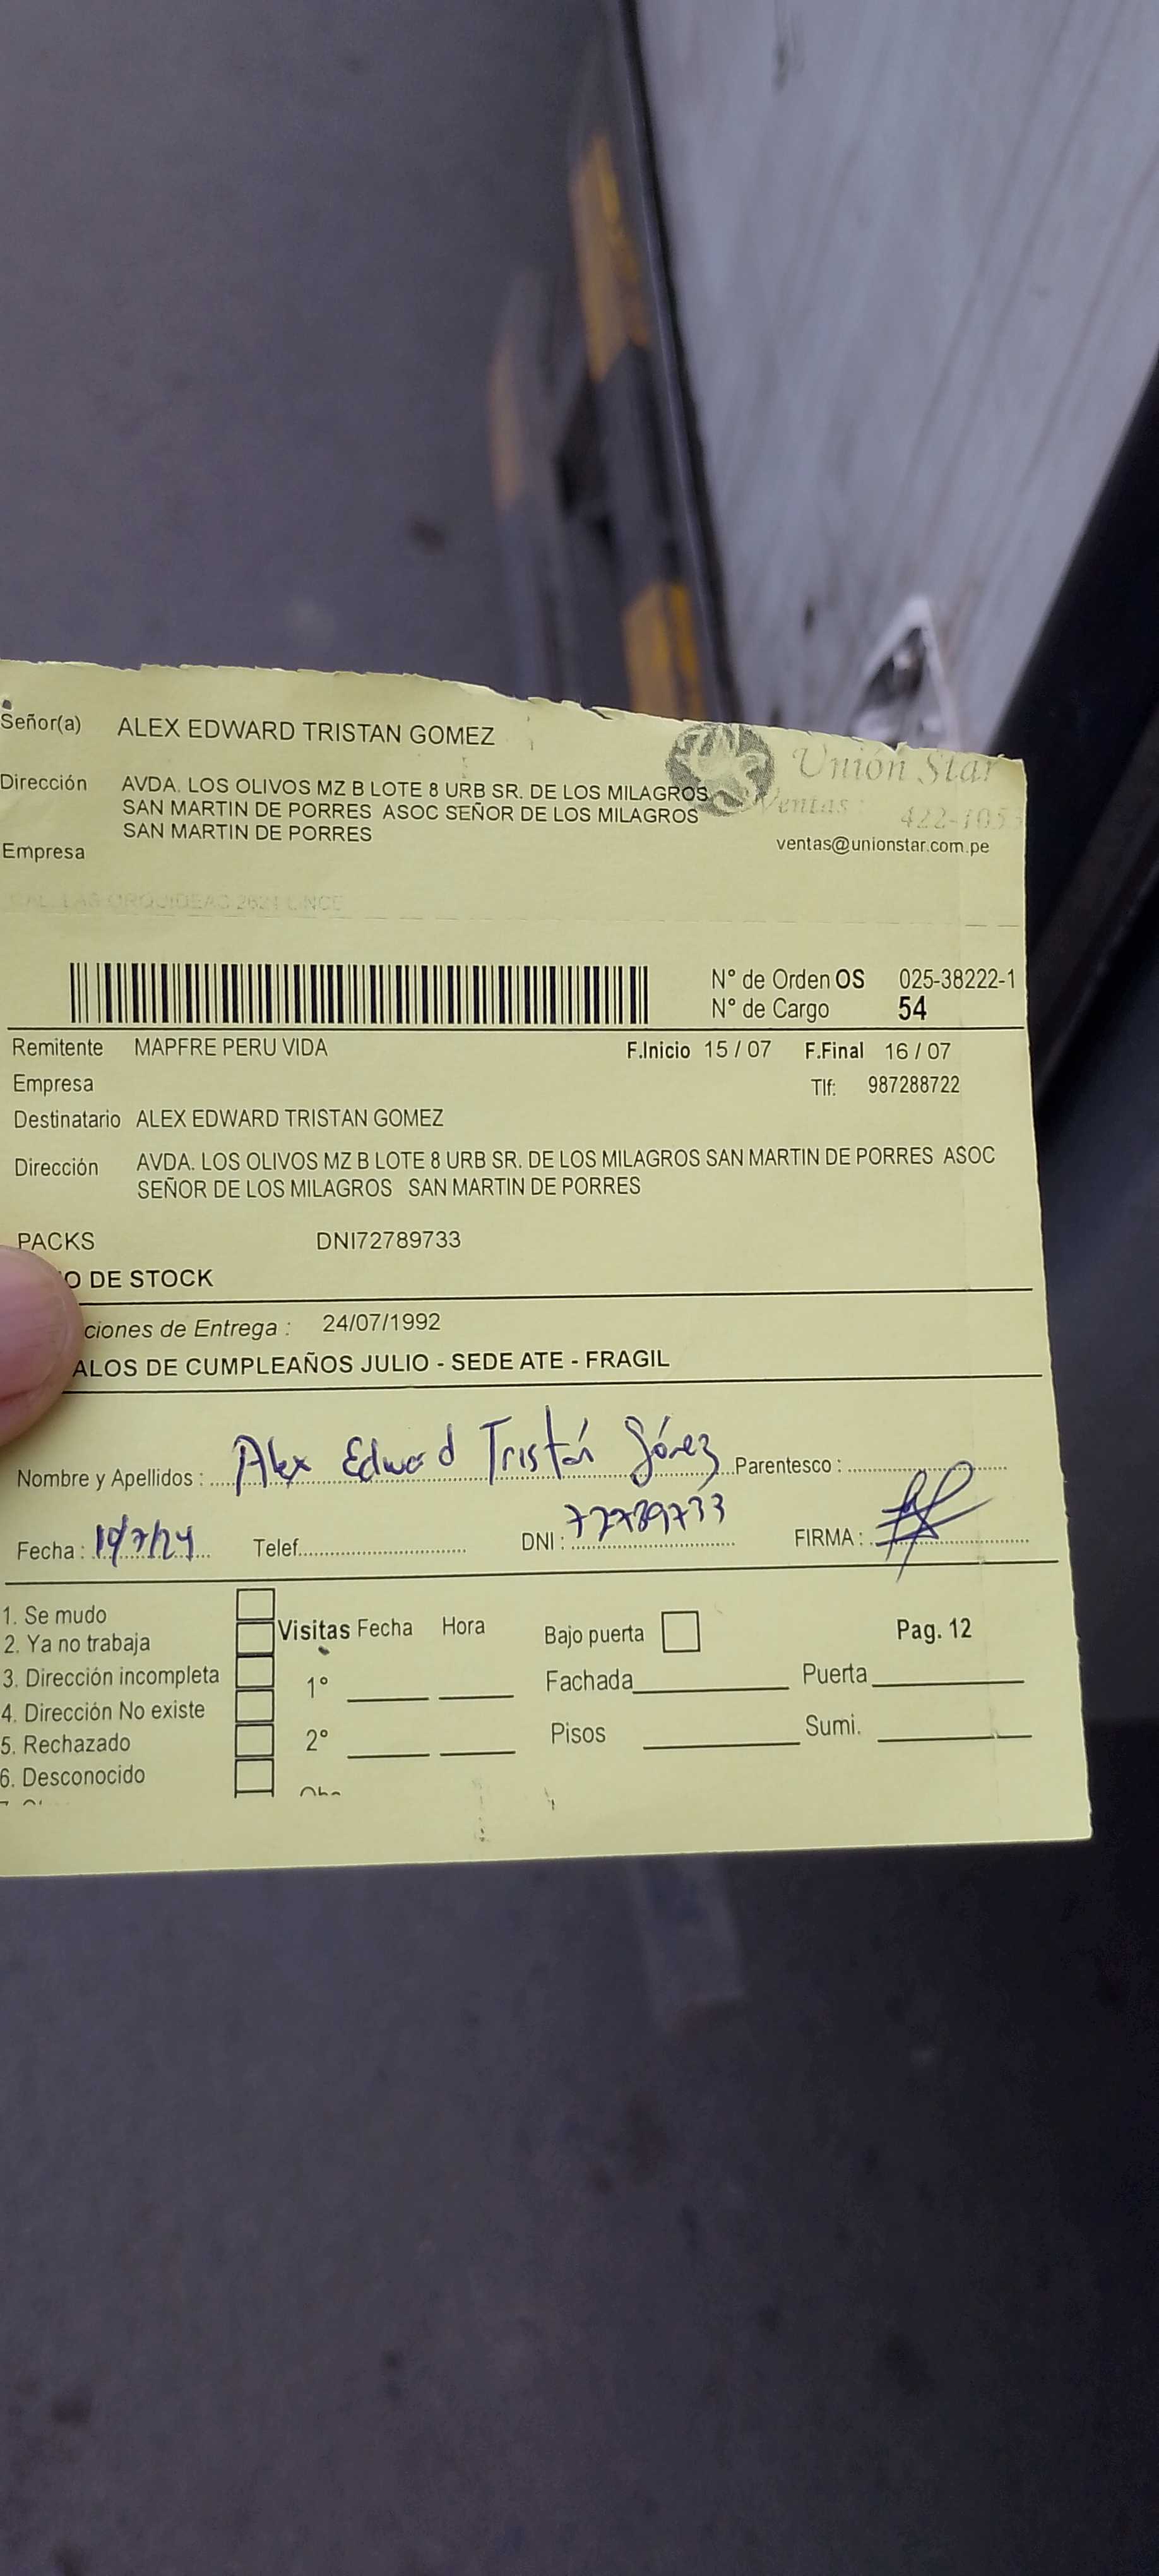 Señor(a) ALEX EDWARD TRISTAN GOMEZ
Unión Star
Dirección AVDA. LOS OLIVOS MZ B LOTE 8 URB SR. DE LOS MILAGROS
SAN MARTIN DE PORRES ASOC SEÑOR DE LOS MILAGROS
SAN MARTIN DE PORRES
Ventas: 422-105
ventas@unionstar.com.pe
Empresa
CAL. LAS ORQUIDEAS 2621 LINCE
N° de Orden OS 025-38222-1
N° de Cargo 54
Remitente MAPFRE PERU VIDA F.Inicio 15 / 07 F.Final 16 / 07
Empresa Tlf: 987288722
Destinatario ALEX EDWARD TRISTAN GOMEZ
Dirección AVDA. LOS OLIVOS MZ B LOTE 8 URB SR. DE LOS MILAGROS SAN MARTIN DE PORRES ASOC
SEÑOR DE LOS MILAGROS SAN MARTIN DE PORRES
PACKS DNI72789733
O DE STOCK
ciones de Entrega : 24/07/1992
ALOS DE CUMPLEAÑOS JULIO - SEDE ATE - FRAGIL
Nombre y Apellidos : Alex Edward Tristán Gómez Parentesco :
Fecha : Telef. DNI : 72789733 FIRMA :
1. Se mudo
2. Ya no trabaja
3. Dirección incompleta
4. Dirección No existe
5. Rechazado
6. Desconocido
Visitas Fecha Hora
1°
2°
Bajo puerta Pag. 12
Fachada Puerta
Pisos Sumi.